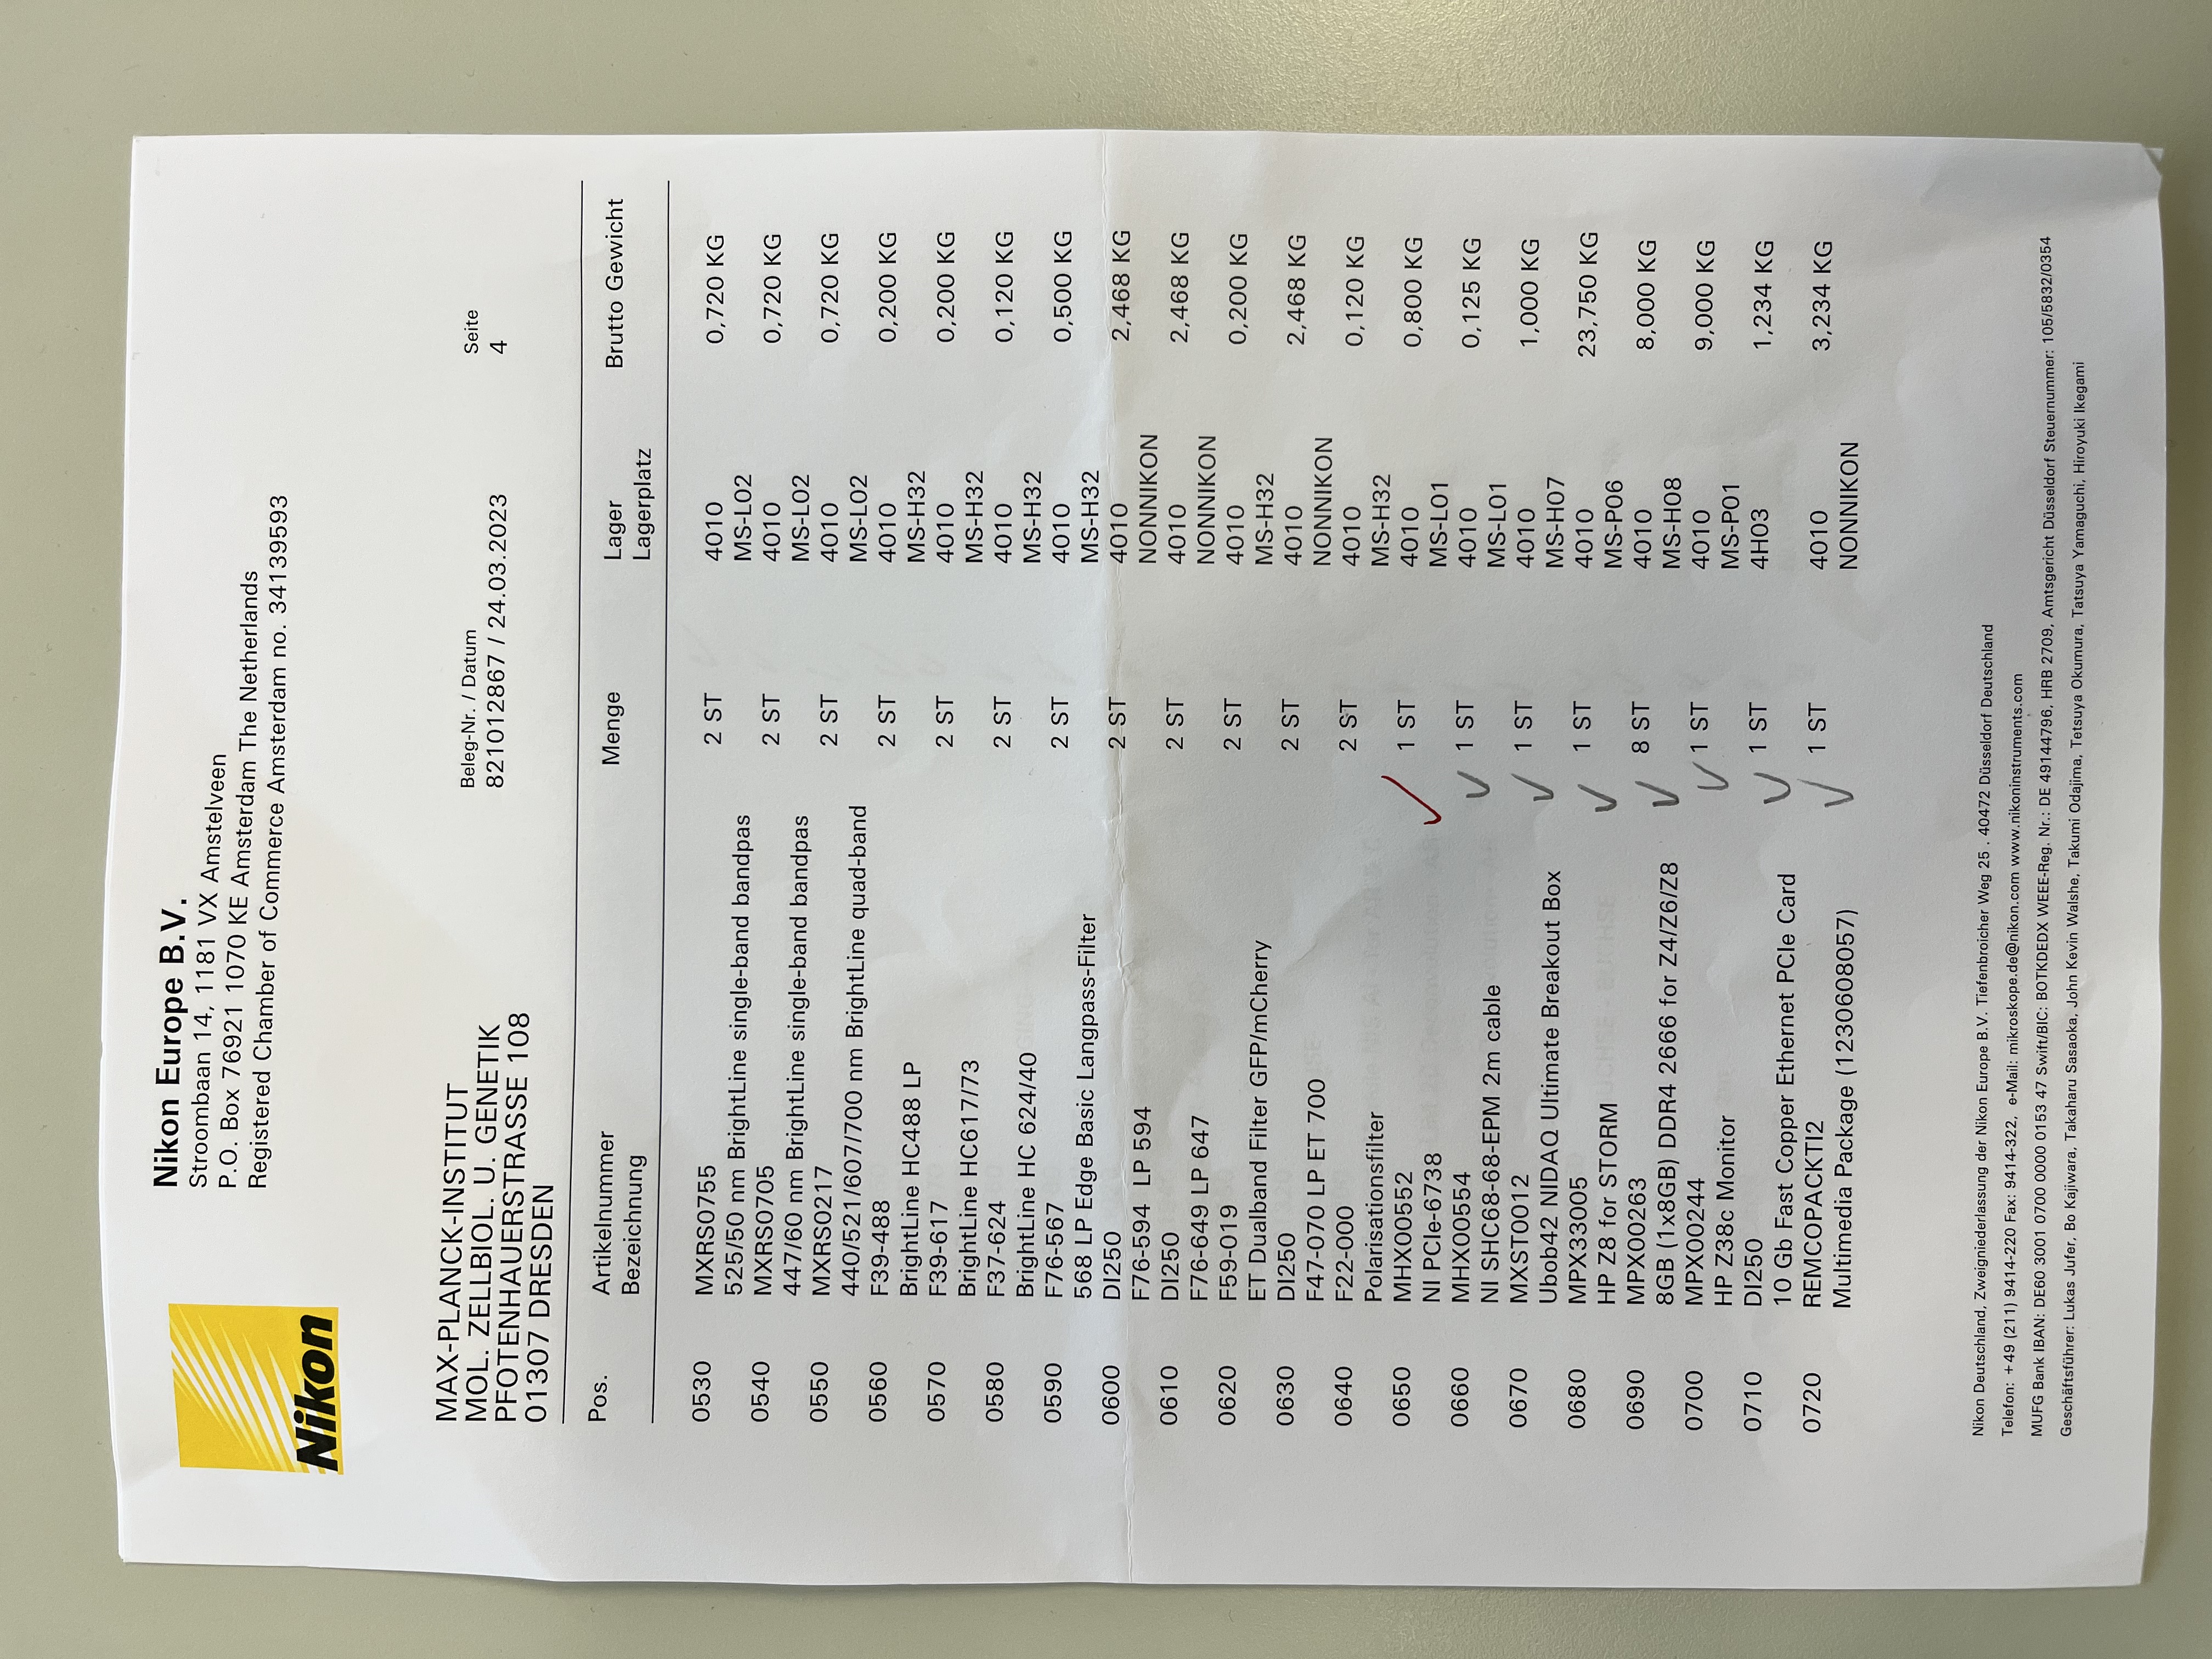 Nikon
Nikon Europe B.V.
Stroombaan 14, 1181 VX Amstelveen
P.O. Box 76921 1070 KE Amsterdam The Netherlands
Registered Chamber of Commerce Amsterdam no. 34139593
MAX-PLANCK-INSTITUT
MOL. ZELLBIOL. U. GENETIK
PFOTENHAUERSTRASSE 108
01307 DRESDEN
Beleg-Nr. / Datum Seite
821012867 / 24.03.2023 4
Pos. Artikelnummer Menge Lager Brutto Gewicht
Bezeichnung Lagerplatz
0530 MXRS0755 2 ST 4010 0,720 KG
525/50 nm BrightLine single-band bandpas MS-L02
0540 MXRS0705 2 ST 4010 0,720 KG
447/60 nm BrightLine single-band bandpas MS-L02
0550 MXRS0217 2 ST 4010 0,720 KG
440/521/607/700 nm BrightLine quad-band MS-L02
0560 F39-488 2 ST 4010 0,200 KG
BrightLine HC488 LP MS-H32
0570 F39-617 2 ST 4010 0,200 KG
BrightLine HC617/73 MS-H32
0580 F37-624 2 ST 4010 0,120 KG
BrightLine HC 624/40 MS-H32
0590 F76-567 2 ST 4010 0,500 KG
568 LP Edge Basic Langpass-Filter MS-H32
0600 DI250 2 ST 4010 2,468 KG
F76-594 LP 594 NONNIKON
0610 DI250 2 ST 4010 2,468 KG
F76-649 LP 647 NONNIKON
0620 F59-019 2 ST 4010 0,200 KG
ET Dualband Filter GFP/mCherry MS-H32
0630 DI250 2 ST 4010 2,468 KG
F47-070 LP ET 700 NONNIKON
0640 F22-000 2 ST 4010 0,120 KG
Polarisationsfilter MS-H32
0650 MHX00552 1 ST 4010 0,800 KG
NI PCIe-6738 MS-L01
0660 MHX00554 1 ST 4010 0,125 KG
NI SHC68-68-EPM 2m cable MS-L01
0670 MXST0012 1 ST 4010 1,000 KG
Ubob42 NIDAQ Ultimate Breakout Box MS-H07
0680 MPX33005 1 ST 4010 23,750 KG
HP Z8 for STORM MS-P06
0690 MPX00263 8 ST 4010 8,000 KG
8GB (1x8GB) DDR4 2666 for Z4/Z6/Z8 MS-H08
0700 MPX00244 1 ST 4010 9,000 KG
HP Z38c Monitor MS-P01
0710 DI250 1 ST 4H03 1,234 KG
10 Gb Fast Copper Ethernet PCIe Card
0720 REMCOPACKTI2 1 ST 4010 3,234 KG
Multimedia Package (1230608057) NONNIKON
Nikon Deutschland, Zweigniederlassung der Nikon Europe B.V. Tiefenbroicher Weg 25 . 40472 Düsseldorf Deutschland
Telefon: +49 (211) 9414-220 Fax: 9414-322, e-Mail: mikroskope.de@nikon.com www.nikoninstruments.com
MUFG Bank IBAN: DE60 3001 0700 0000 0153 47 Swift/BIC: BOTKDEDX WEEE-Reg. Nr.: DE 49144796, HRB 2709, Amtsgericht Düsseldorf Steuernummer: 105/5832/0354
Geschäftsführer: Lukas Jufer, Bo Kajiwara, Takaharu Sasaoka, John Kevin Walshe, Takumi Odajima, Tetsuya Okumura, Tatsuya Yamaguchi, Hiroyuki Ikegami